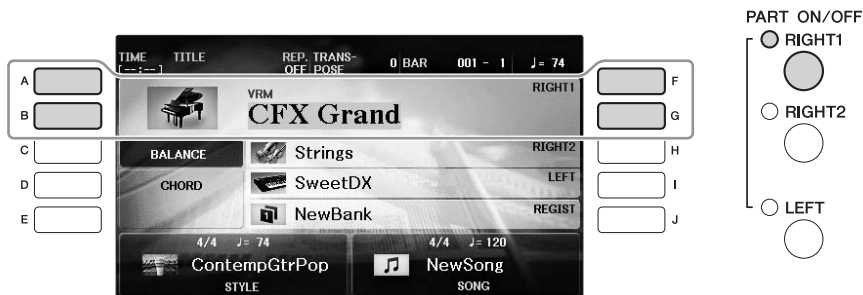 PART ON/OFF
RIGHT1
RIGHT2
LEFT
TIME TITLE REP. TRANS- 0 BAR 001 - 1 ♩= 74
[--:--] OFF POSE
A F
VRM RIGHT1
CFX Grand
B G
C BALANCE Strings RIGHT2 H
D CHORD SweetDX LEFT I
E NewBank REGIST J
4/4 ♩= 74 4/4 ♩=120
ContempGtrPop NewSong
STYLE SONG